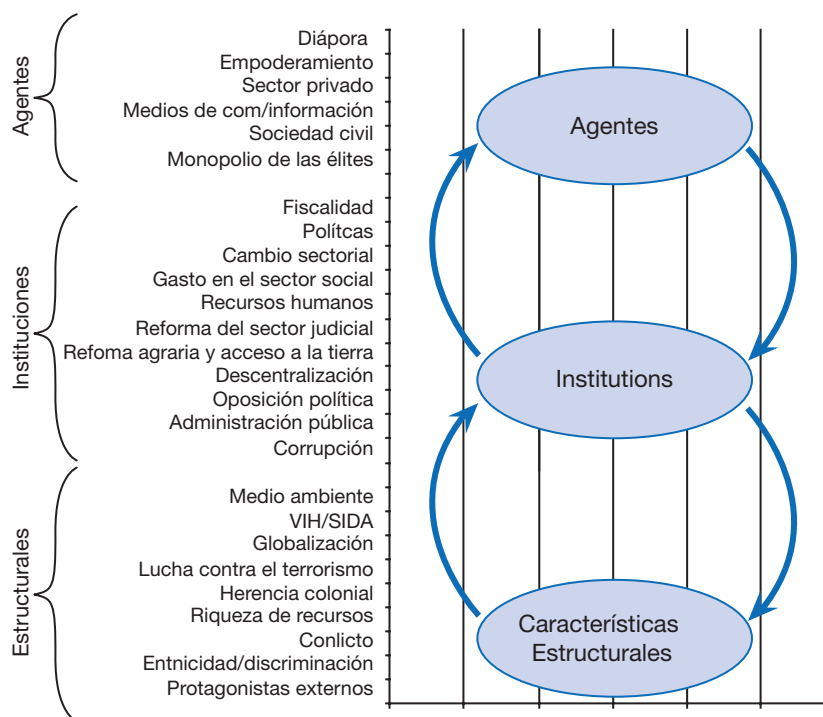 Agentes
Diápora
Empoderamiento
Sector privado
Medios de com/información
Sociedad civil
Monopolio de las élites
Instituciones
Fiscalidad
Polítcas
Cambio sectorial
Gasto en el sector social
Recursos humanos
Reforma del sector judicial
Refoma agraria y acceso a la tierra
Descentralización
Oposición política
Administración pública
Corrupción
Estructurales
Medio ambiente
VIH/SIDA
Globalización
Lucha contra el terrorismo
Herencia colonial
Riqueza de recursos
Conlicto
Entnicidad/discriminación
Protagonistas externos
Agentes
Institutions
Características
Estructurales